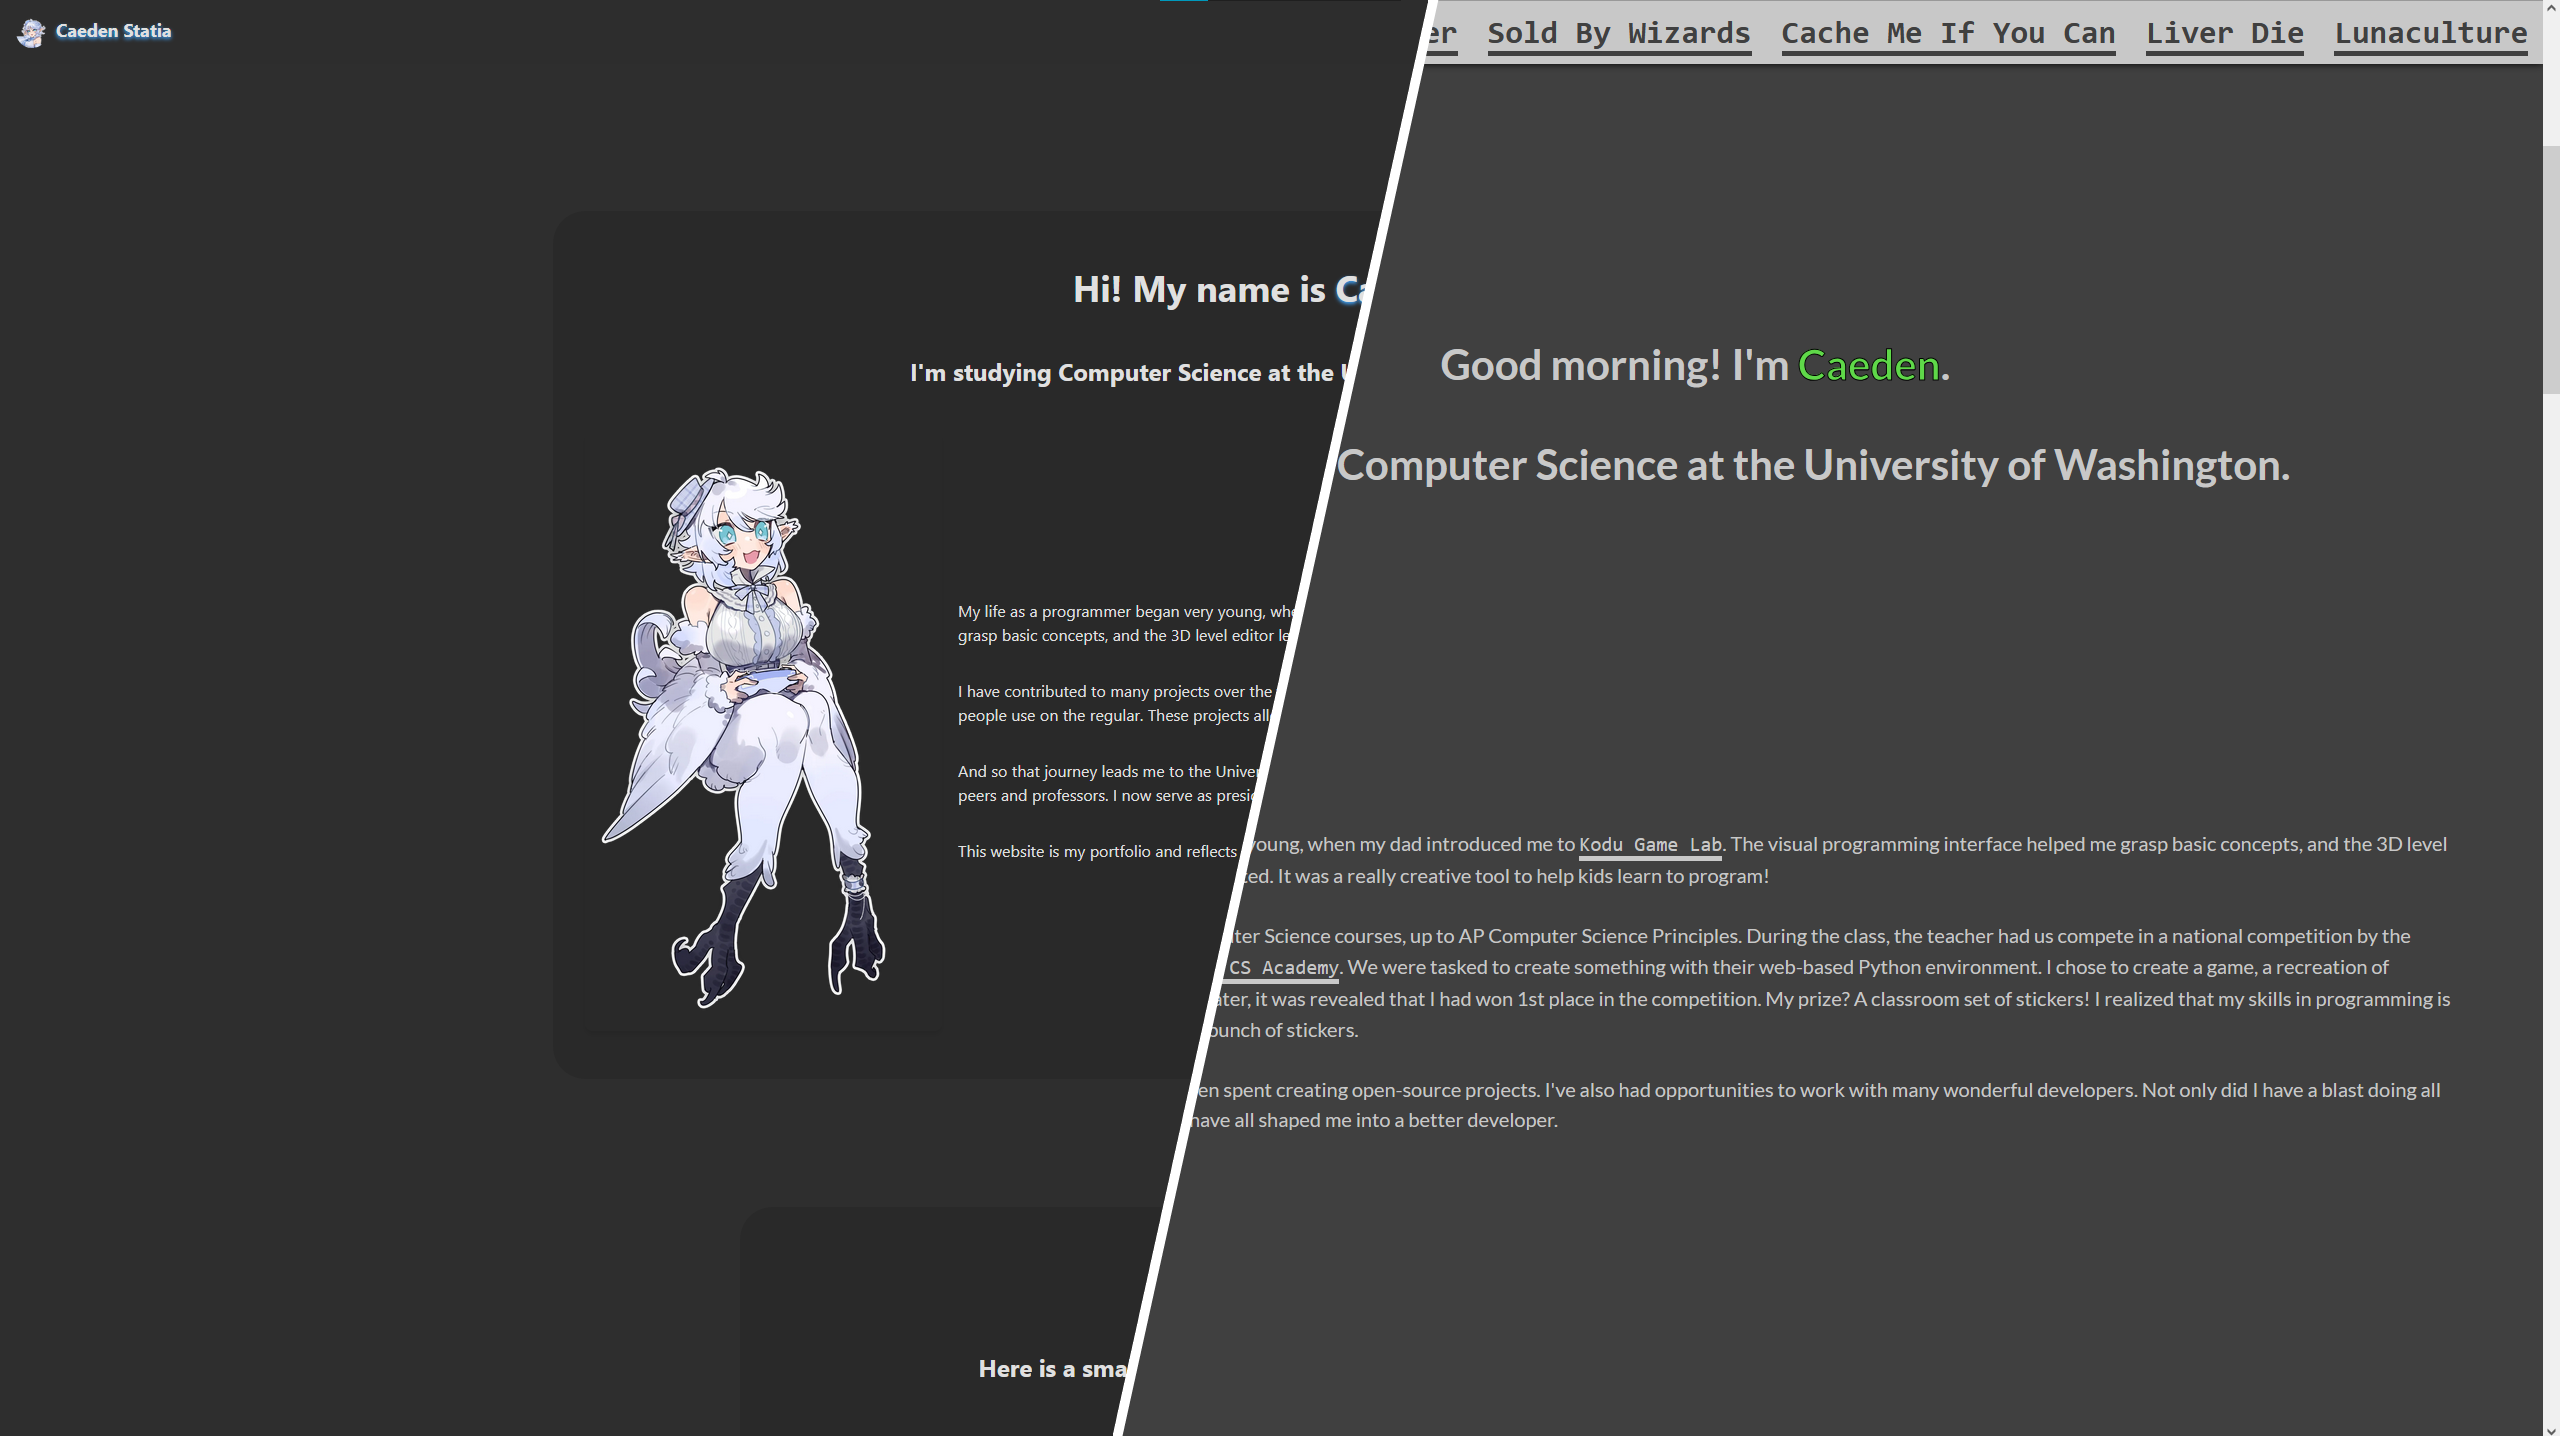 Caeden Statia
Hi! My name is
I'm studying Computer Science at the
My life as a programmer began very young,
grasp basic concepts, and the 3D level editor
I have contributed to many projects over the
people use on the regular. These projects
And so that journey leads me to the
peers and professors. I now serve as
This website is my portfolio and reflects
Here is a
er Sold By Wizards Cache Me If You Can Liver Die Lunaculture
Good morning! I'm Caeden.
Computer Science at the University of Washington.
young, when my dad introduced me to Kodu Game Lab. The visual programming interface helped me grasp basic concepts, and the 3D level
ed. It was a really creative tool to help kids learn to program!
ter Science courses, up to AP Computer Science Principles. During the class, the teacher had us compete in a national competition by the
CS Academy. We were tasked to create something with their web-based Python environment. I chose to create a game, a recreation of
ater, it was revealed that I had won 1st place in the competition. My prize? A classroom set of stickers! I realized that my skills in programming is
bunch of stickers.
en spent creating open-source projects. I've also had opportunities to work with many wonderful developers. Not only did I have a blast doing all
have all shaped me into a better developer.